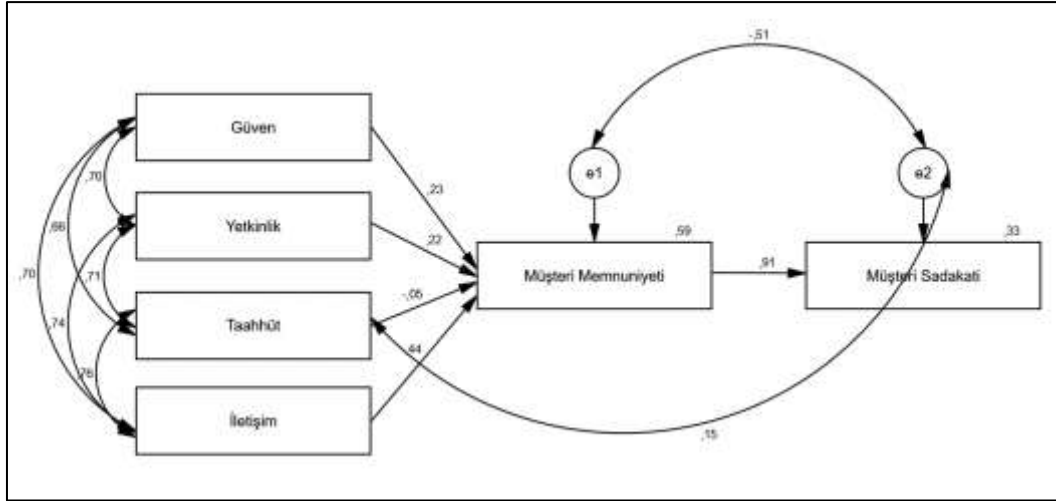 -,51
Güven
e1
e2
,70
,23
,66
Yetkinlik
,22
,59
,33
,70
,71
Müşteri Memnuniyeti
,91
Müşteri Sadakati
-,05
,74
Taahhüt
,44
,76
İletişim
,15